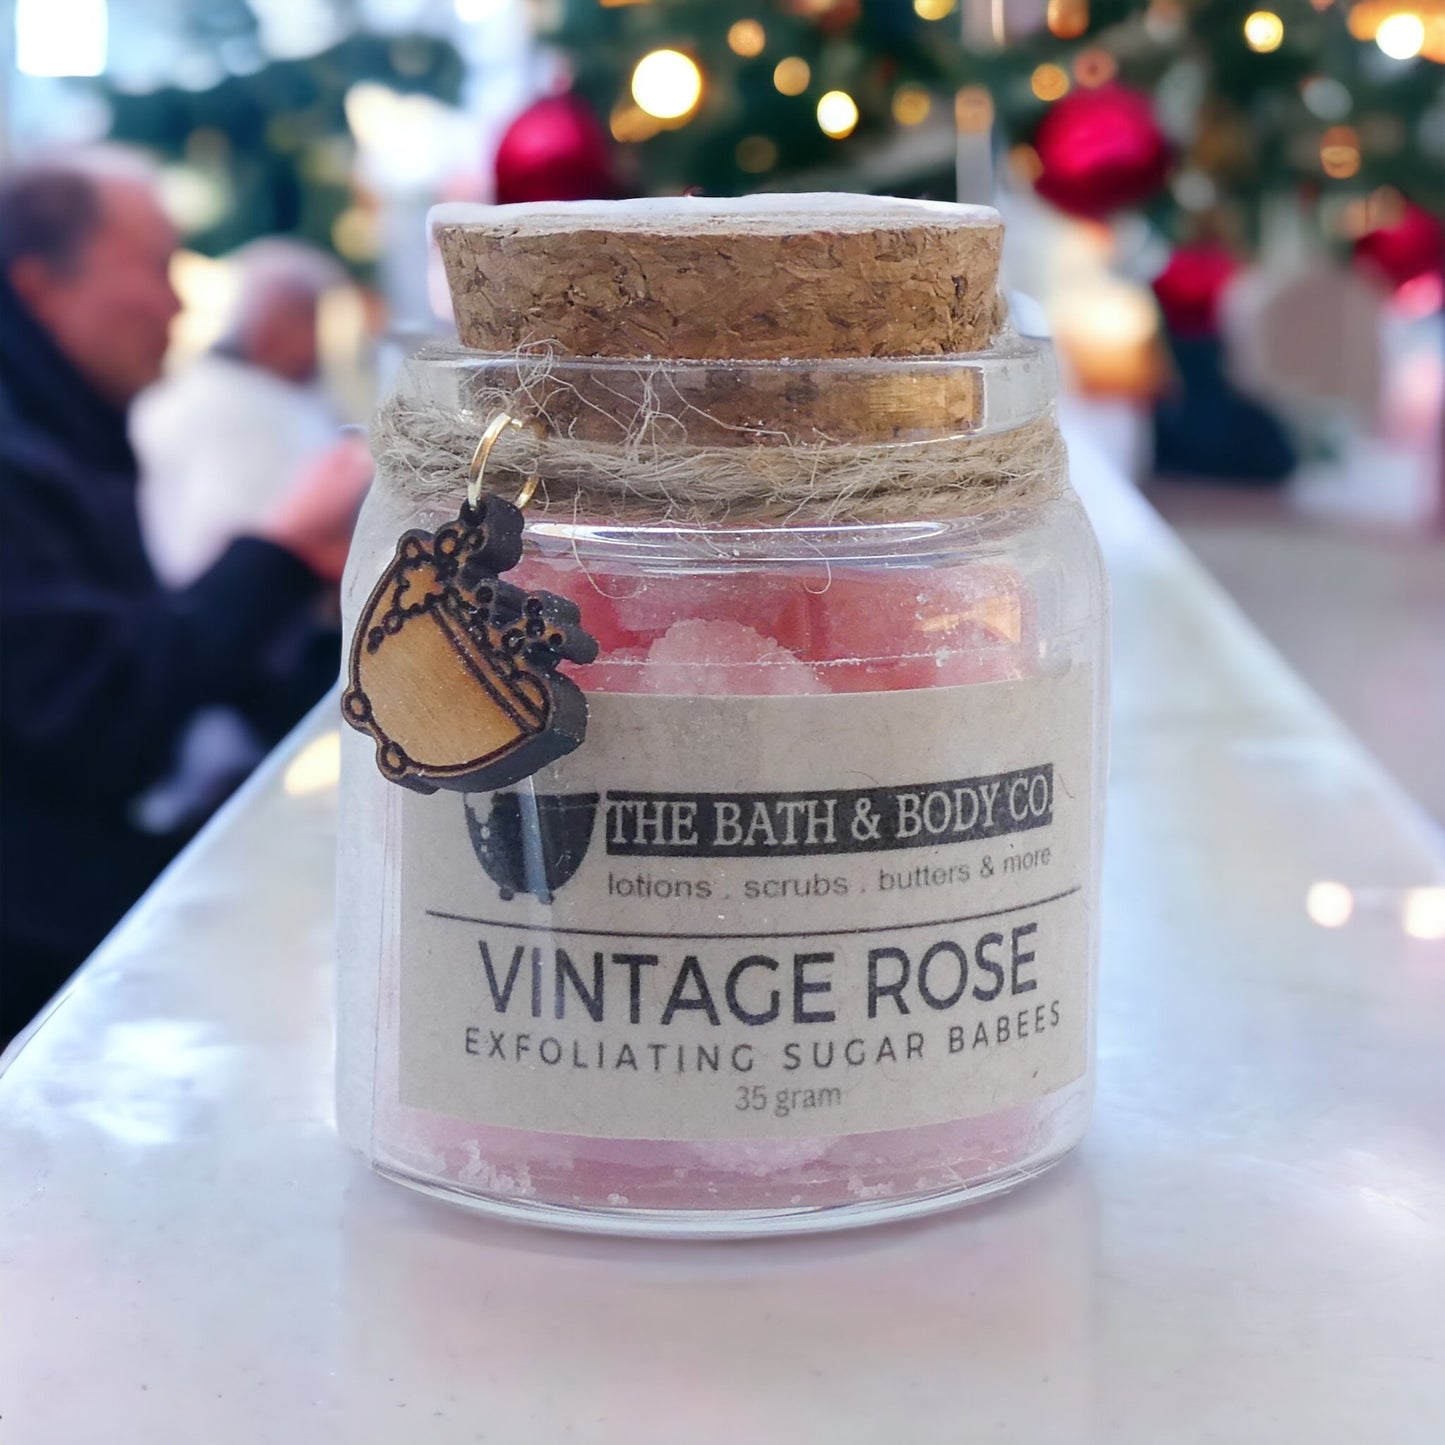 THE BATH & BODY CO.
lotions . scrubs . butters & more
VINTAGE ROSE
EXFOLIATING SUGAR BABEES
35 gram